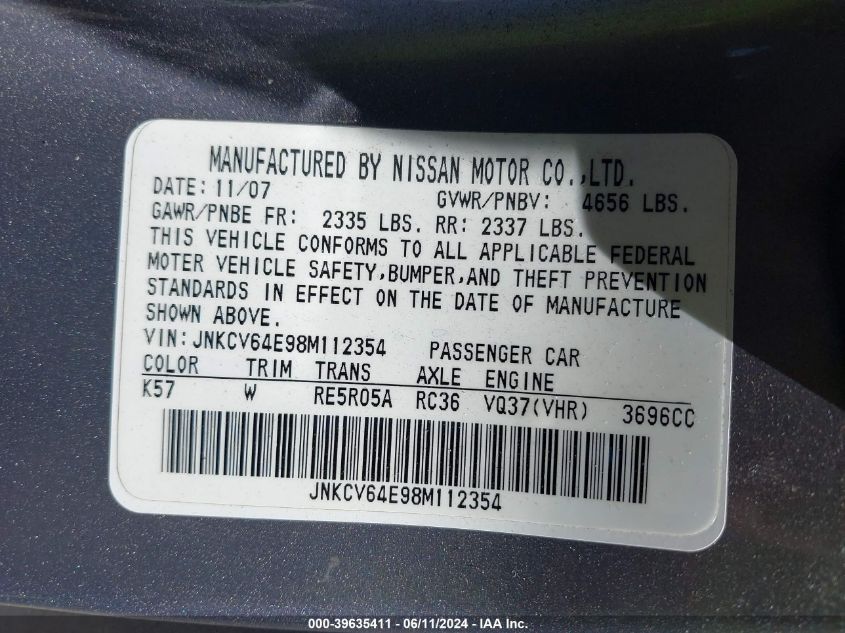 MANUFACTURED BY NISSAN MOTOR CO.,LTD.
DATE: 11/07 GVWR/PNBV: 4656 LBS.
GAWR/PNBE FR: 2335 LBS. RR: 2337 LBS.
THIS VEHICLE CONFORMS TO ALL APPLICABLE FEDERAL
MOTER VEHICLE SAFETY,BUMPER,AND THEFT PREVENTION
STANDARDS IN EFFECT ON THE DATE OF MANUFACTURE
SHOWN ABOVE.
VIN:JNKCV64E98M112354 PASSENGER CAR
COLOR TRIM TRANS AXLE ENGINE
K57 W RE5R05A RC36 VQ37(VHR) 3696CC
JNKCV64E98M112354
000-39635411 - 06/11/2024 - IAA Inc.